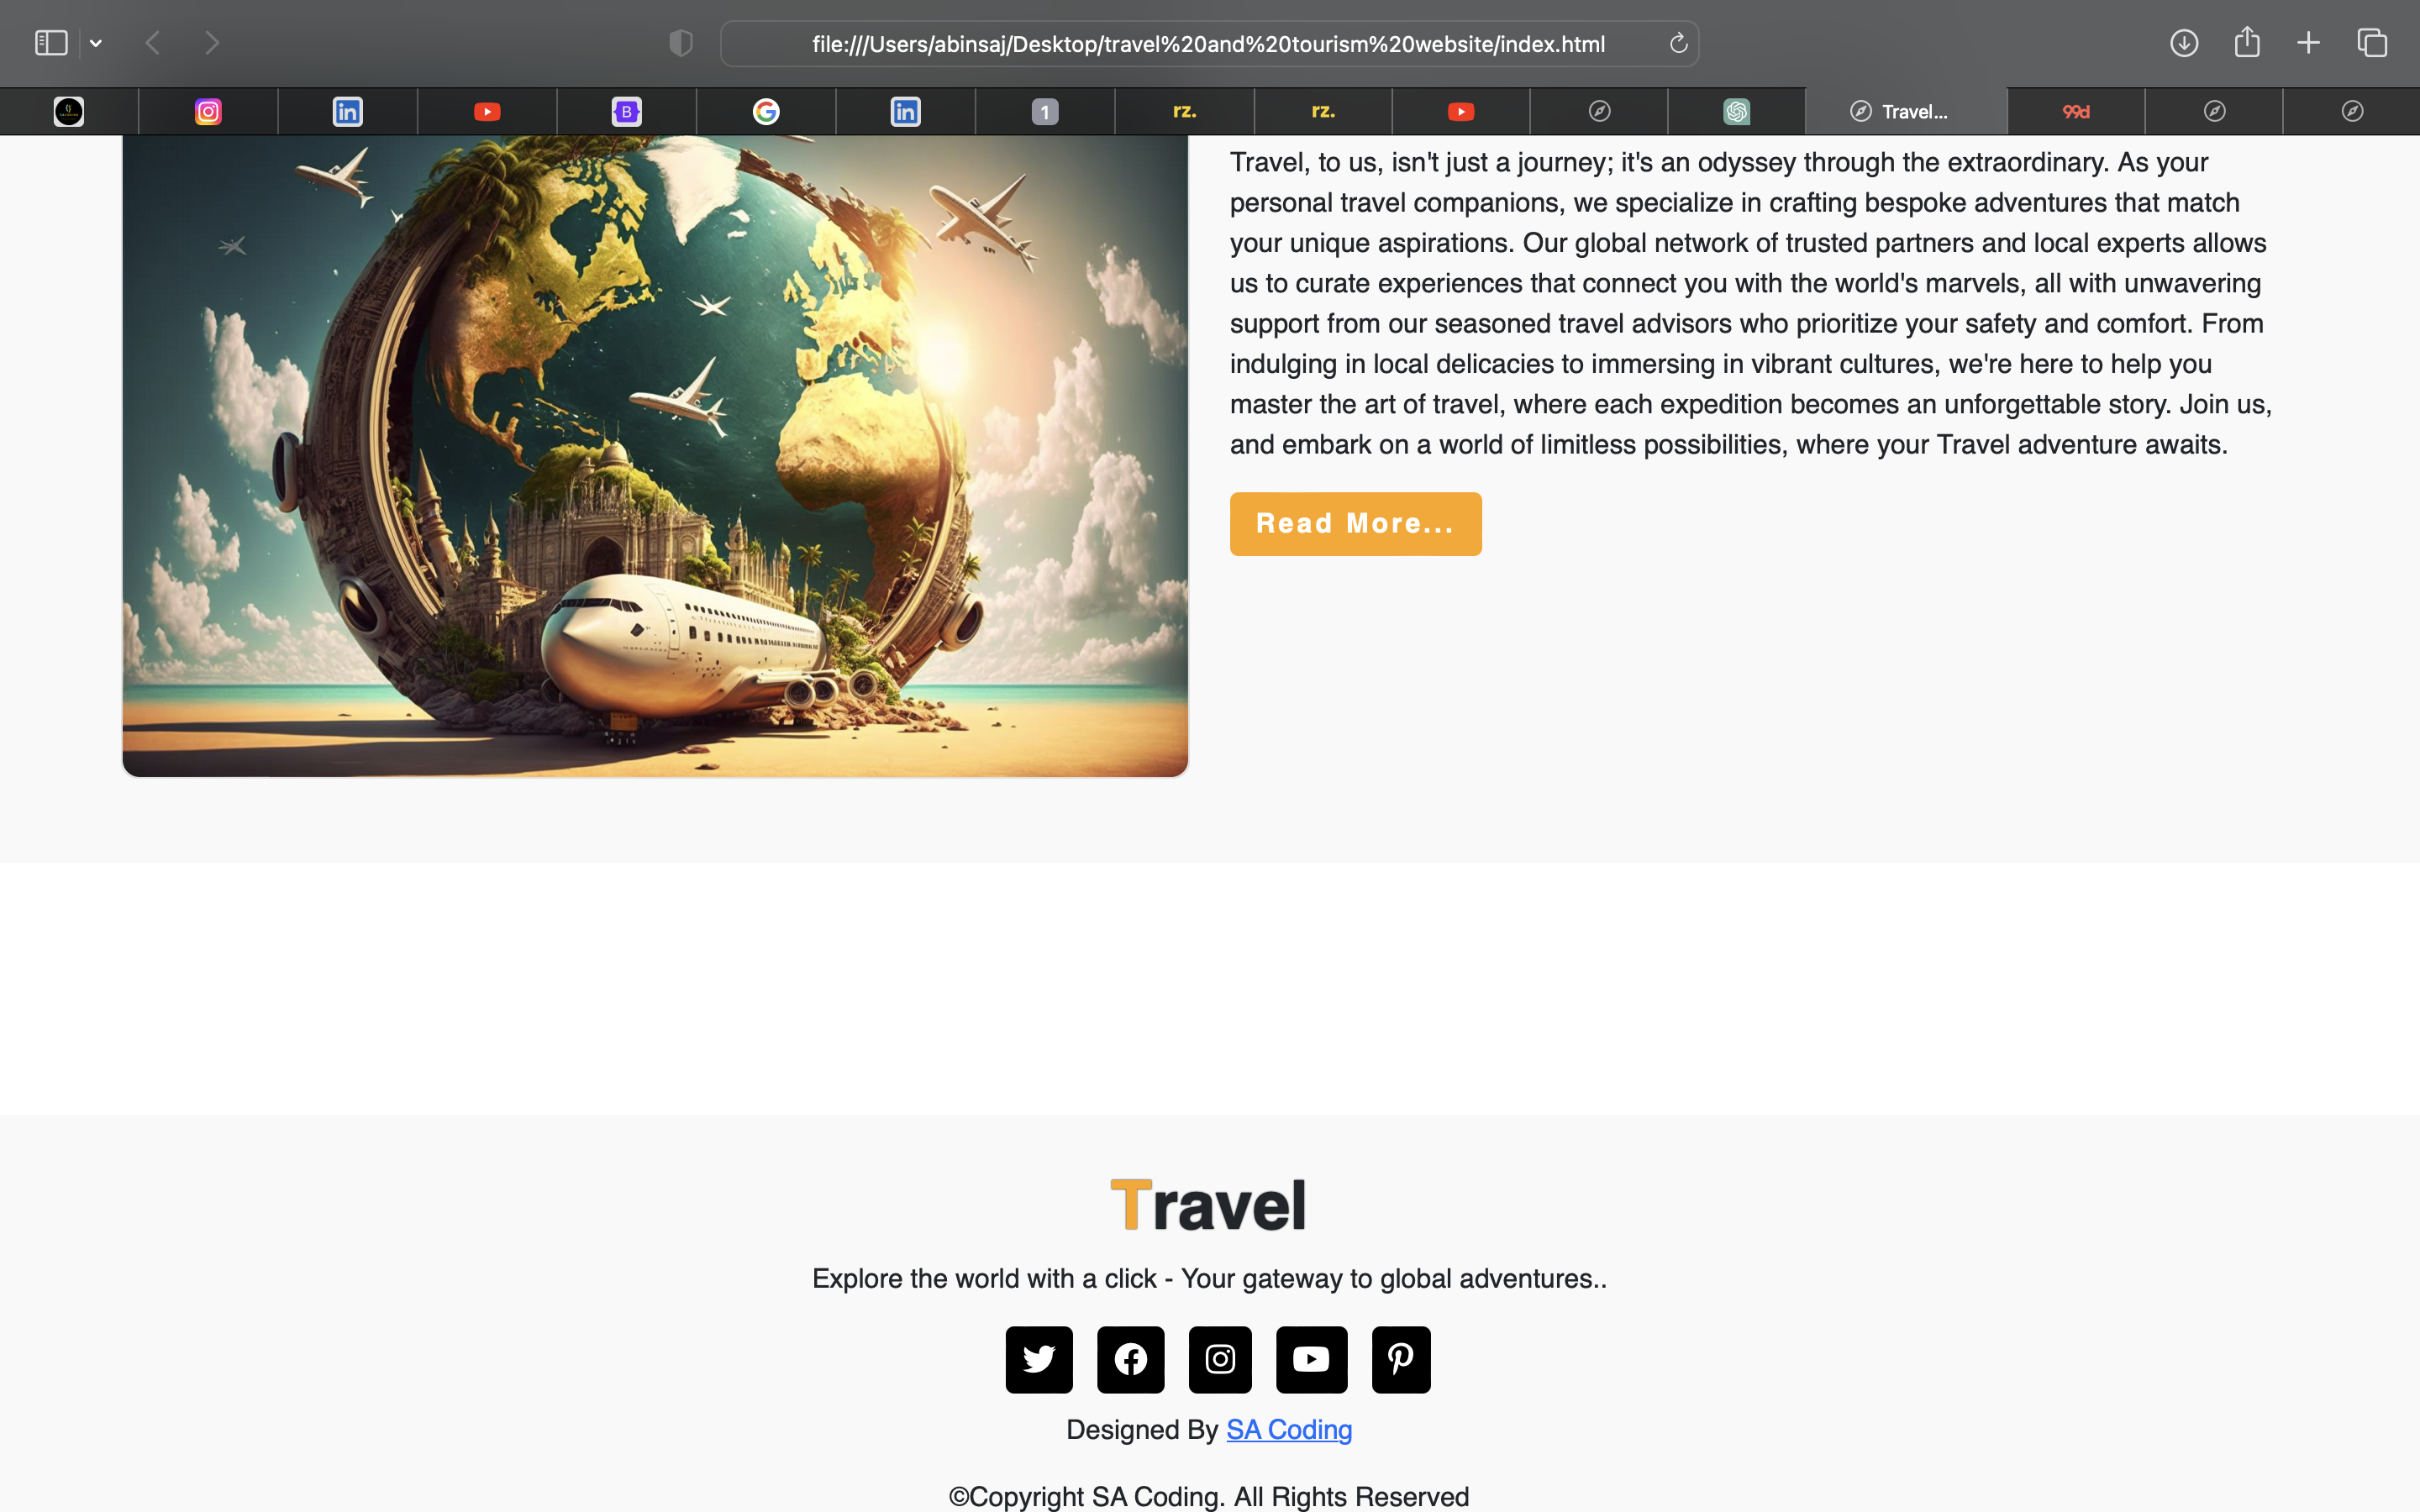 file:///Users/abinsaj/Desktop/travel%20and%20tourism%20website/index.html
B
1
rz.
rz.
Travel...
99d
Travel, to us, isn't just a journey; it's an odyssey through the extraordinary. As your
personal travel companions, we specialize in crafting bespoke adventures that match
your unique aspirations. Our global network of trusted partners and local experts allows
us to curate experiences that connect you with the world's marvels, all with unwavering
support from our seasoned travel advisors who prioritize your safety and comfort. From
indulging in local delicacies to immersing in vibrant cultures, we're here to help you
master the art of travel, where each expedition becomes an unforgettable story. Join us,
and embark on a world of limitless possibilities, where your Travel adventure awaits.
Read More...
Travel
Explore the world with a click - Your gateway to global adventures..
Designed By SA Coding
©Copyright SA Coding. All Rights Reserved